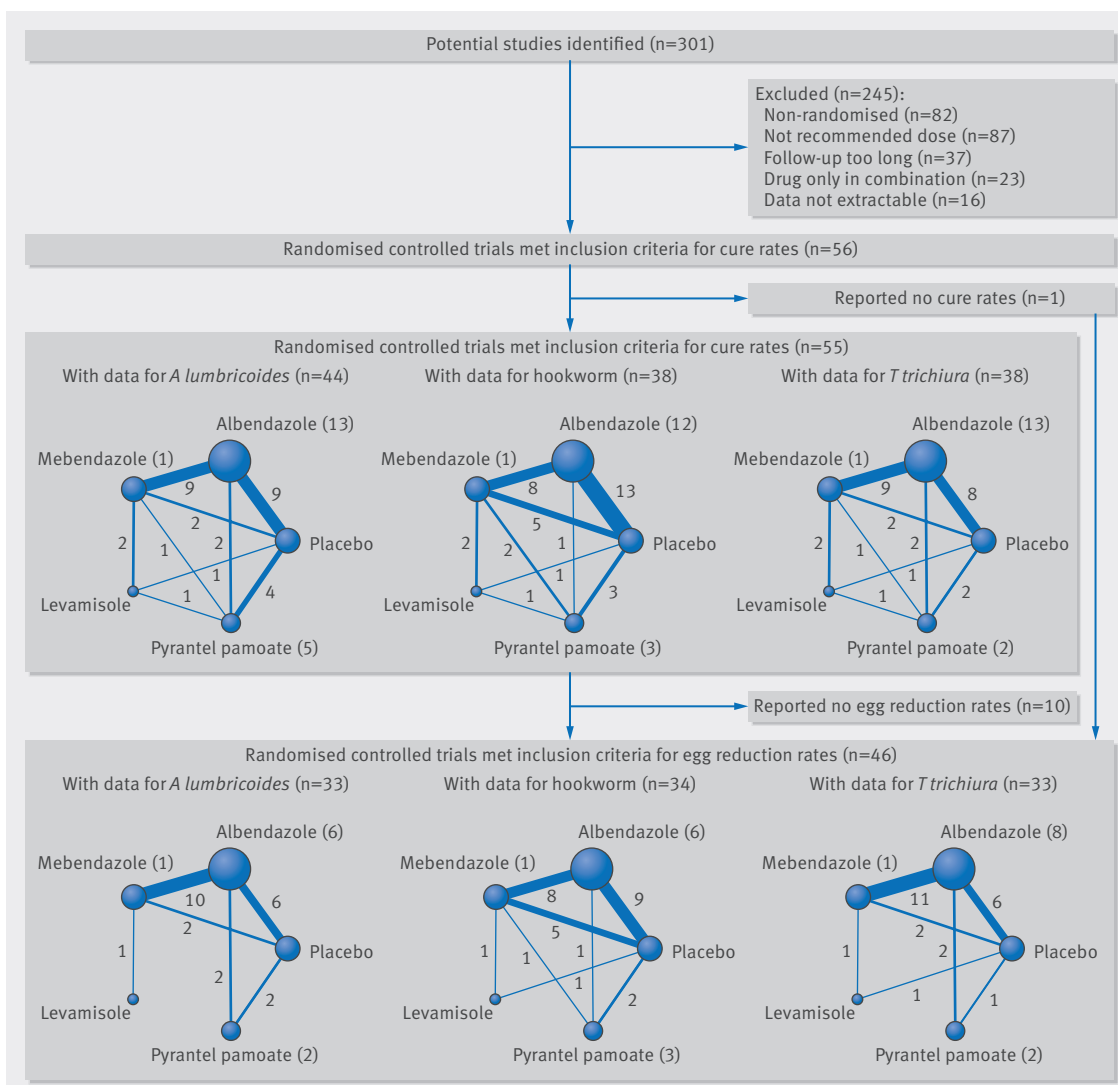 Potential studies identified (n=301)
Excluded (n=245):
Non-randomised (n=82)
Not recommended dose (n=87)
Follow-up too long (n=37)
Drug only in combination (n=23)
Data not extractable (n=16)
Randomised controlled trials met inclusion criteria for cure rates (n=56)
Reported no cure rates (n=1)
Randomised controlled trials met inclusion criteria for cure rates (n=55)
With data for A lumbricoides (n=44)
Albendazole (13)
Mebendazole (1)
9
9
2
2
1
2
Placebo
1
4
Levamisole
1
Pyrantel pamoate (5)
With data for hookworm (n=38)
Albendazole (12)
Mebendazole (1)
8
13
5
2
2
1
Placebo
1
3
Levamisole
1
Pyrantel pamoate (3)
With data for T trichiura (n=38)
Albendazole (13)
Mebendazole (1)
9
8
2
2
1
2
Placebo
1
2
Levamisole
1
Pyrantel pamoate (2)
Reported no egg reduction rates (n=10)
Randomised controlled trials met inclusion criteria for egg reduction rates (n=46)
With data for A lumbricoides (n=33)
Albendazole (6)
Mebendazole (1)
10
6
2
1
Placebo
2
2
Levamisole
Pyrantel pamoate (2)
With data for hookworm (n=34)
Albendazole (6)
Mebendazole (1)
8
9
5
1
1
1
Placebo
1
2
Levamisole
Pyrantel pamoate (3)
With data for T trichiura (n=33)
Albendazole (8)
Mebendazole (1)
11
6
2
1
2
Placebo
1
1
Levamisole
Pyrantel pamoate (2)